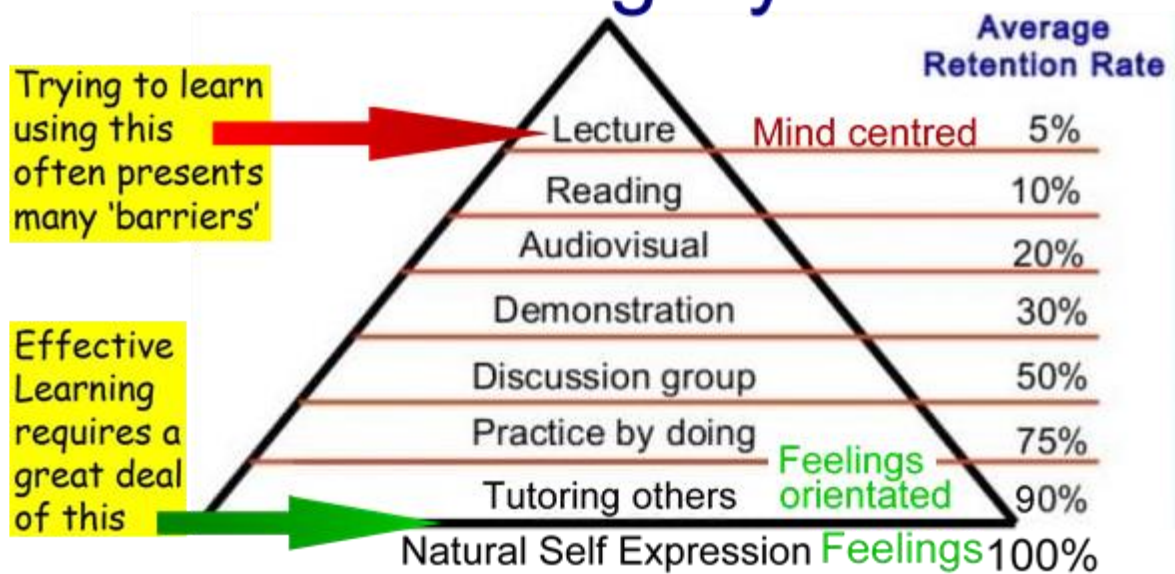 Average
Retention Rate
Trying to learn
using this
often presents
many 'barriers'
Lecture Mind centred 5%
Reading 10%
Audiovisual 20%
Demonstration 30%
Effective
Learning
requires a
great deal
of this
Discussion group 50%
Practice by doing 75%
Feelings
orientated
Tutoring others 90%
Natural Self Expression Feelings 100%